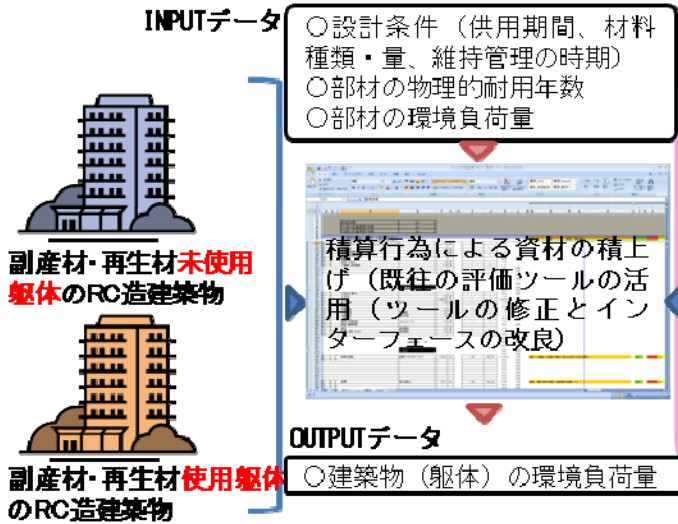 INPUTデータ
○設計条件（供用期間、材料
種類・量、維持管理の時期）
○部材の物理的耐用年数
○部材の環境負荷量
副産材・再生材未使用
躯体のRC造建築物
積算行為による資材の積上
げ（既往の評価ツールの活
用（ツールの修正とイン
ターフェースの改良）
副産材・再生材使用躯体
のRC造建築物
OUTPUTデータ
○建築物（躯体）の環境負荷量